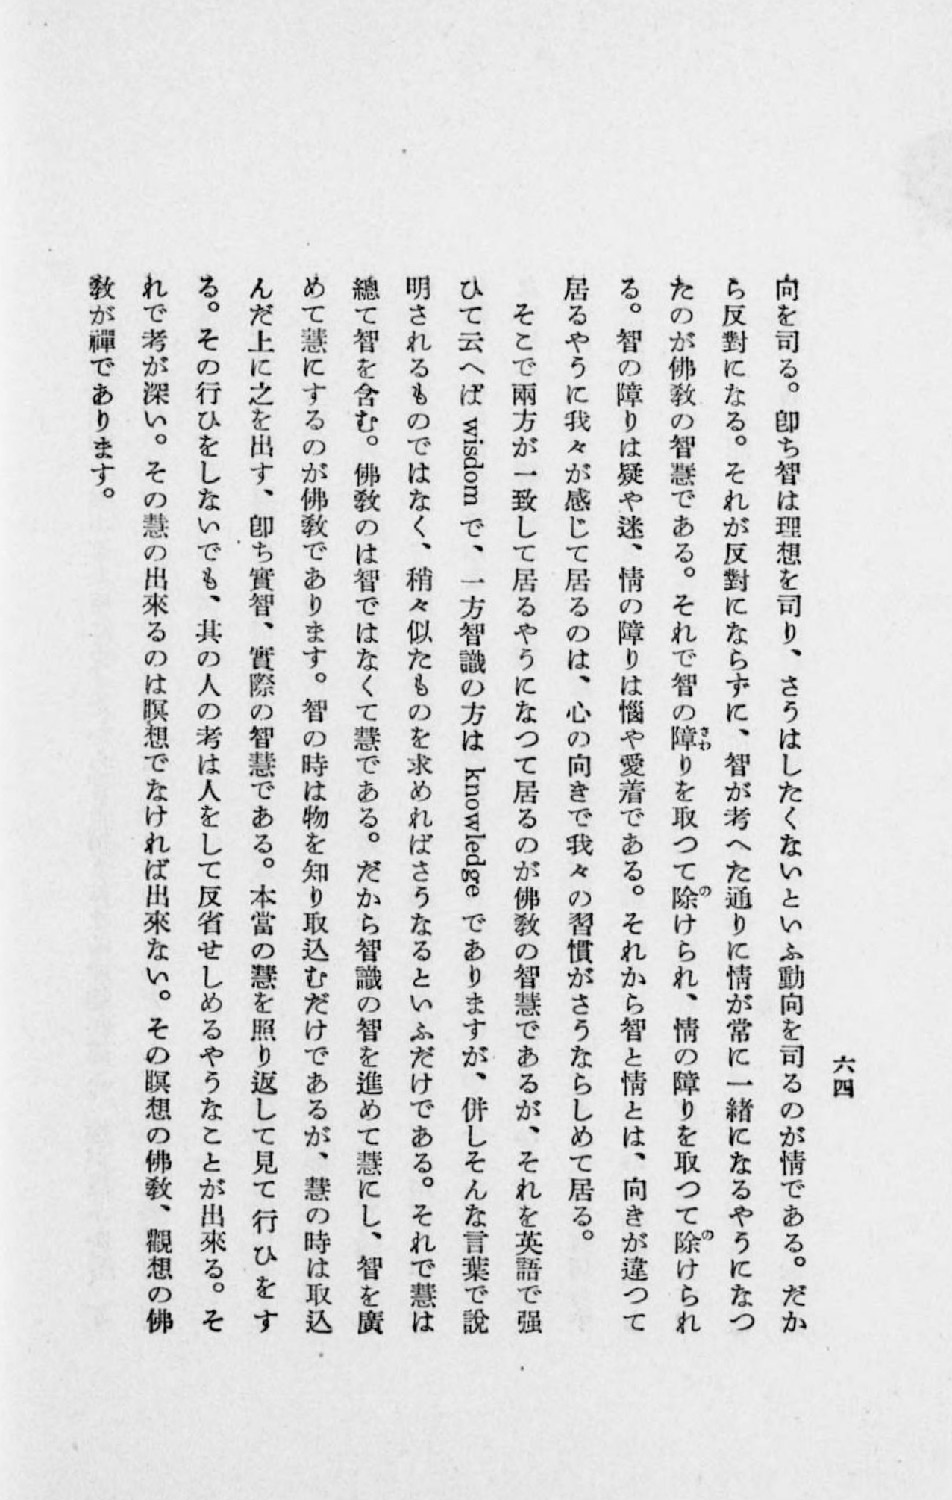 六四
向を司る。卽ち智は理想を司り、さうはしたくないといふ動向を司るのが情である。だか
ら反對になる。それが反對にならずに、智が考へた通りに情が常に一緒になるやうになつ
たのが佛敎の智慧である。それで智の障りを取つて除けられ、情の障りを取つて除けられ
さわ
の
の
る。智の障りは疑や迷、情の障りは惱や愛着である。それから智と情とは、向きが違つて
居るやうに我々が感じて居るのは、心の向きで我々の習慣がさうならしめて居る。
そこで兩方が一致して居るやうになつて居るのが佛敎の智慧であるが、それを英語で强
ひて云へば wisdom で、一方智識の方は knowledge でありますが、併しそんな言葉で說
明されるものではなく、稍々似たものを求めればさうなるといふだけである。それで慧は
總て智を含む。佛敎のは智ではなくて慧である。だから智識の智を進めて慧にし、智を廣
めて慧にするのが佛敎であります。智の時は物を知り取込むだけであるが、慧の時は取込
んだ上に之を出す、卽ち實智、實際の智慧である。本當の慧を照り返して見て行ひをす
る。その行ひをしないでも、其の人の考は人をして反省せしめるやうなことが出來る。そ
れで考が深い。その慧の出來るのは瞑想でなければ出來ない。その瞑想の佛敎、觀想の佛
敎が禪であります。